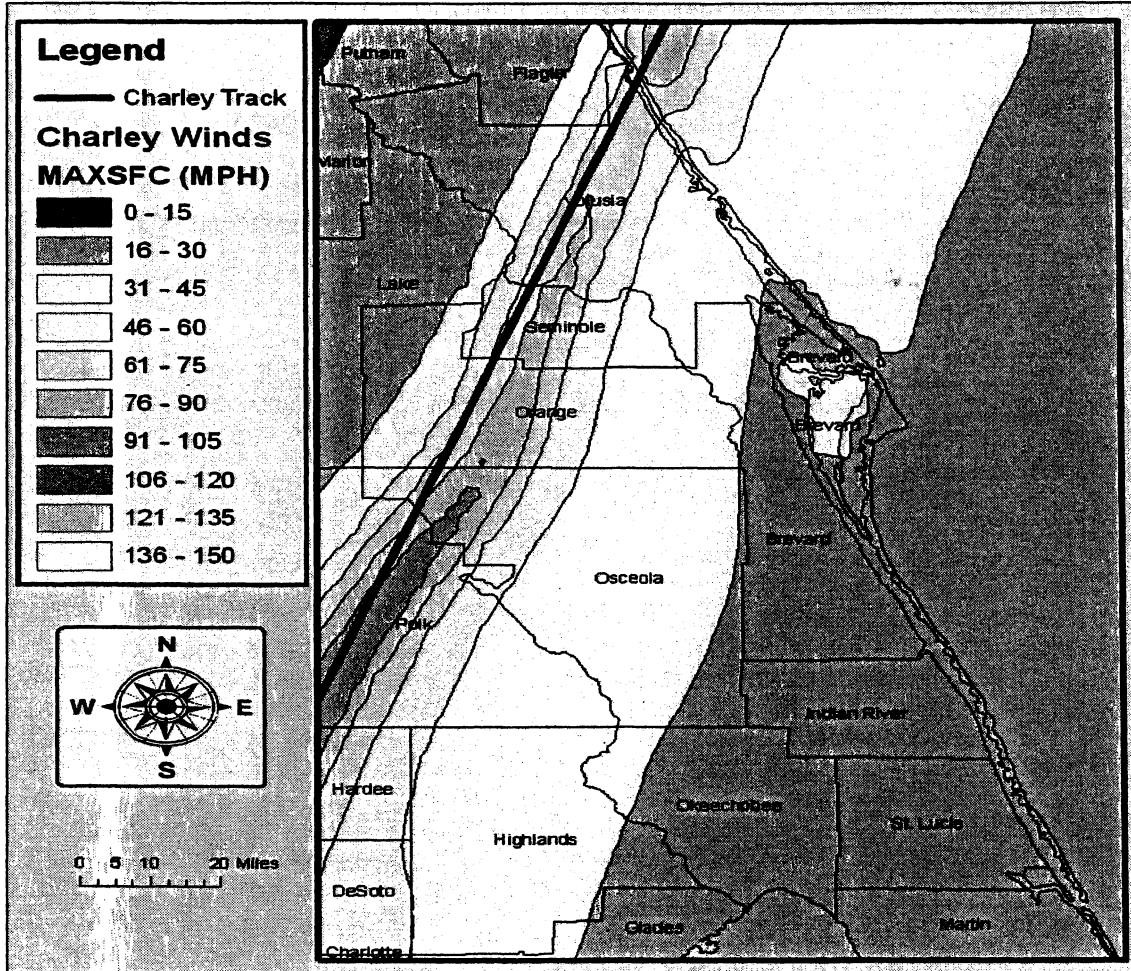 Legend
Charley Track
Charley Winds
MAXSFC (MPH)
0 - 15
16 - 30
31 - 45
46 - 60
61 - 75
76 - 90
91 - 105
106 - 120
121 - 135
136 - 150
N
W E
S
0 5 10 20 Miles
Putnam
Flagler
Marion
Volusia
Lake
Seminole
Brevard
Orange
Brevard
Brevard
Osceola
Polk
Indian River
Hardee
Okeechobee
St. Lucie
Highlands
DeSoto
Glades
Martin
Charlotte